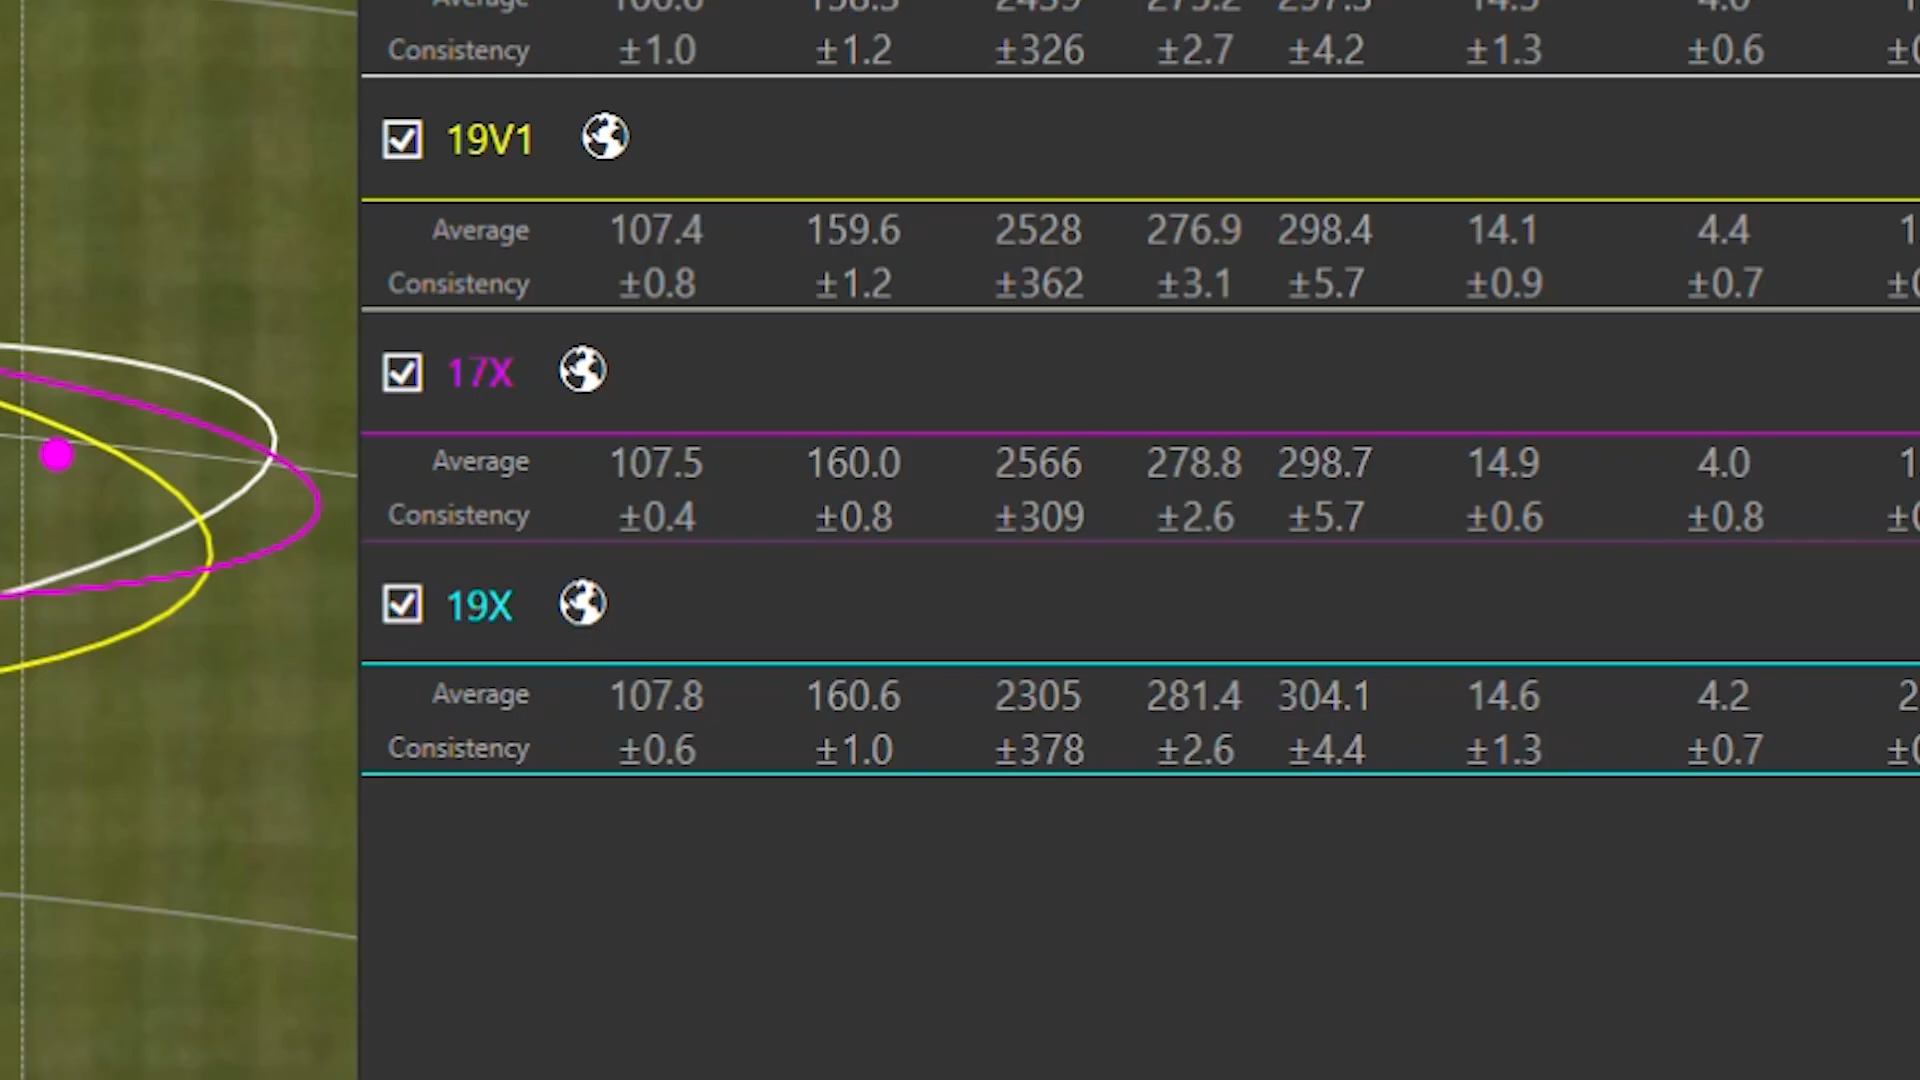 Average 2439
Consistency ±1.0 ±1.2 ±326 ±2.7 ±4.2 ±1.3 ±0.6
19V1
Average 107.4 159.6 2528 276.9 298.4 14.1 4.4 1
Consistency ±0.8 ±1.2 ±362 ±3.1 ±5.7 ±0.9 ±0.7
17X
Average 107.5 160.0 2566 278.8 298.7 14.9 4.0 1
Consistency ±0.4 ±0.8 ±309 ±2.6 ±5.7 ±0.6 ±0.8
19X
Average 107.8 160.6 2305 281.4 304.1 14.6 4.2 2
Consistency ±0.6 ±1.0 ±378 ±2.6 ±4.4 ±1.3 ±0.7